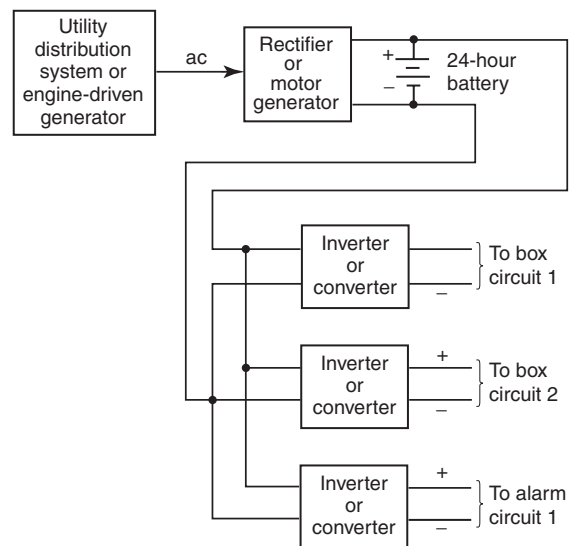 Utility
distribution
system or
engine-driven
generator
ac
Rectifier
or
motor
generator
+
–
24-hour
battery
Inverter
or
converter
–
To box
circuit 1
Inverter
or
converter
+
–
To box
circuit 2
Inverter
or
converter
+
–
To alarm
circuit 1